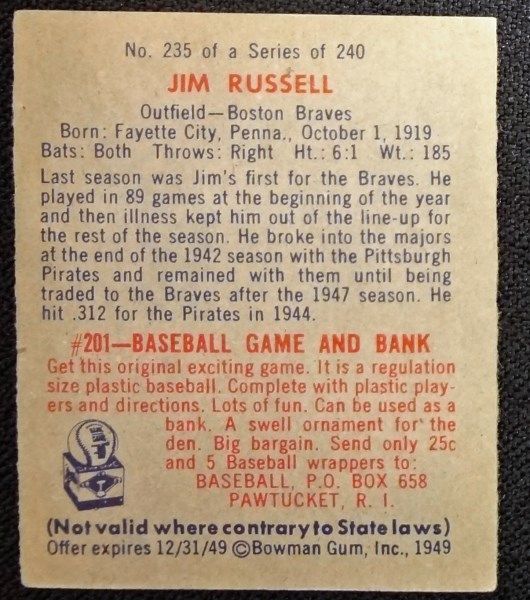 No. 235 of a Series of 240
JIM RUSSELL
Outfield—Boston Braves
Born: Fayette City, Penna., October 1, 1919
Bats: Both Throws: Right Ht.: 6:1 Wt.: 185
Last season was Jim's first for the Braves. He
played in 89 games at the beginning of the year
and then illness kept him out of the line-up for
the rest of the season. He broke into the majors
at the end of the 1942 season with the Pittsburgh
Pirates and remained with them until being
traded to the Braves after the 1947 season. He
hit .312 for the Pirates in 1944.
#201—BASEBALL GAME AND BANK
Get this original exciting game. It is a regulation
size plastic baseball. Complete with plastic play-
ers and directions. Lots of fun. Can be used as a
bank. A swell ornament for the
den. Big bargain. Send only 25c
and 5 Baseball wrappers to:
BASEBALL, P.O. BOX 658
PAWTUCKET, R. I.
(Not valid where contrary to State laws)
Offer expires 12/31/49 ©Bowman Gum, Inc., 1949